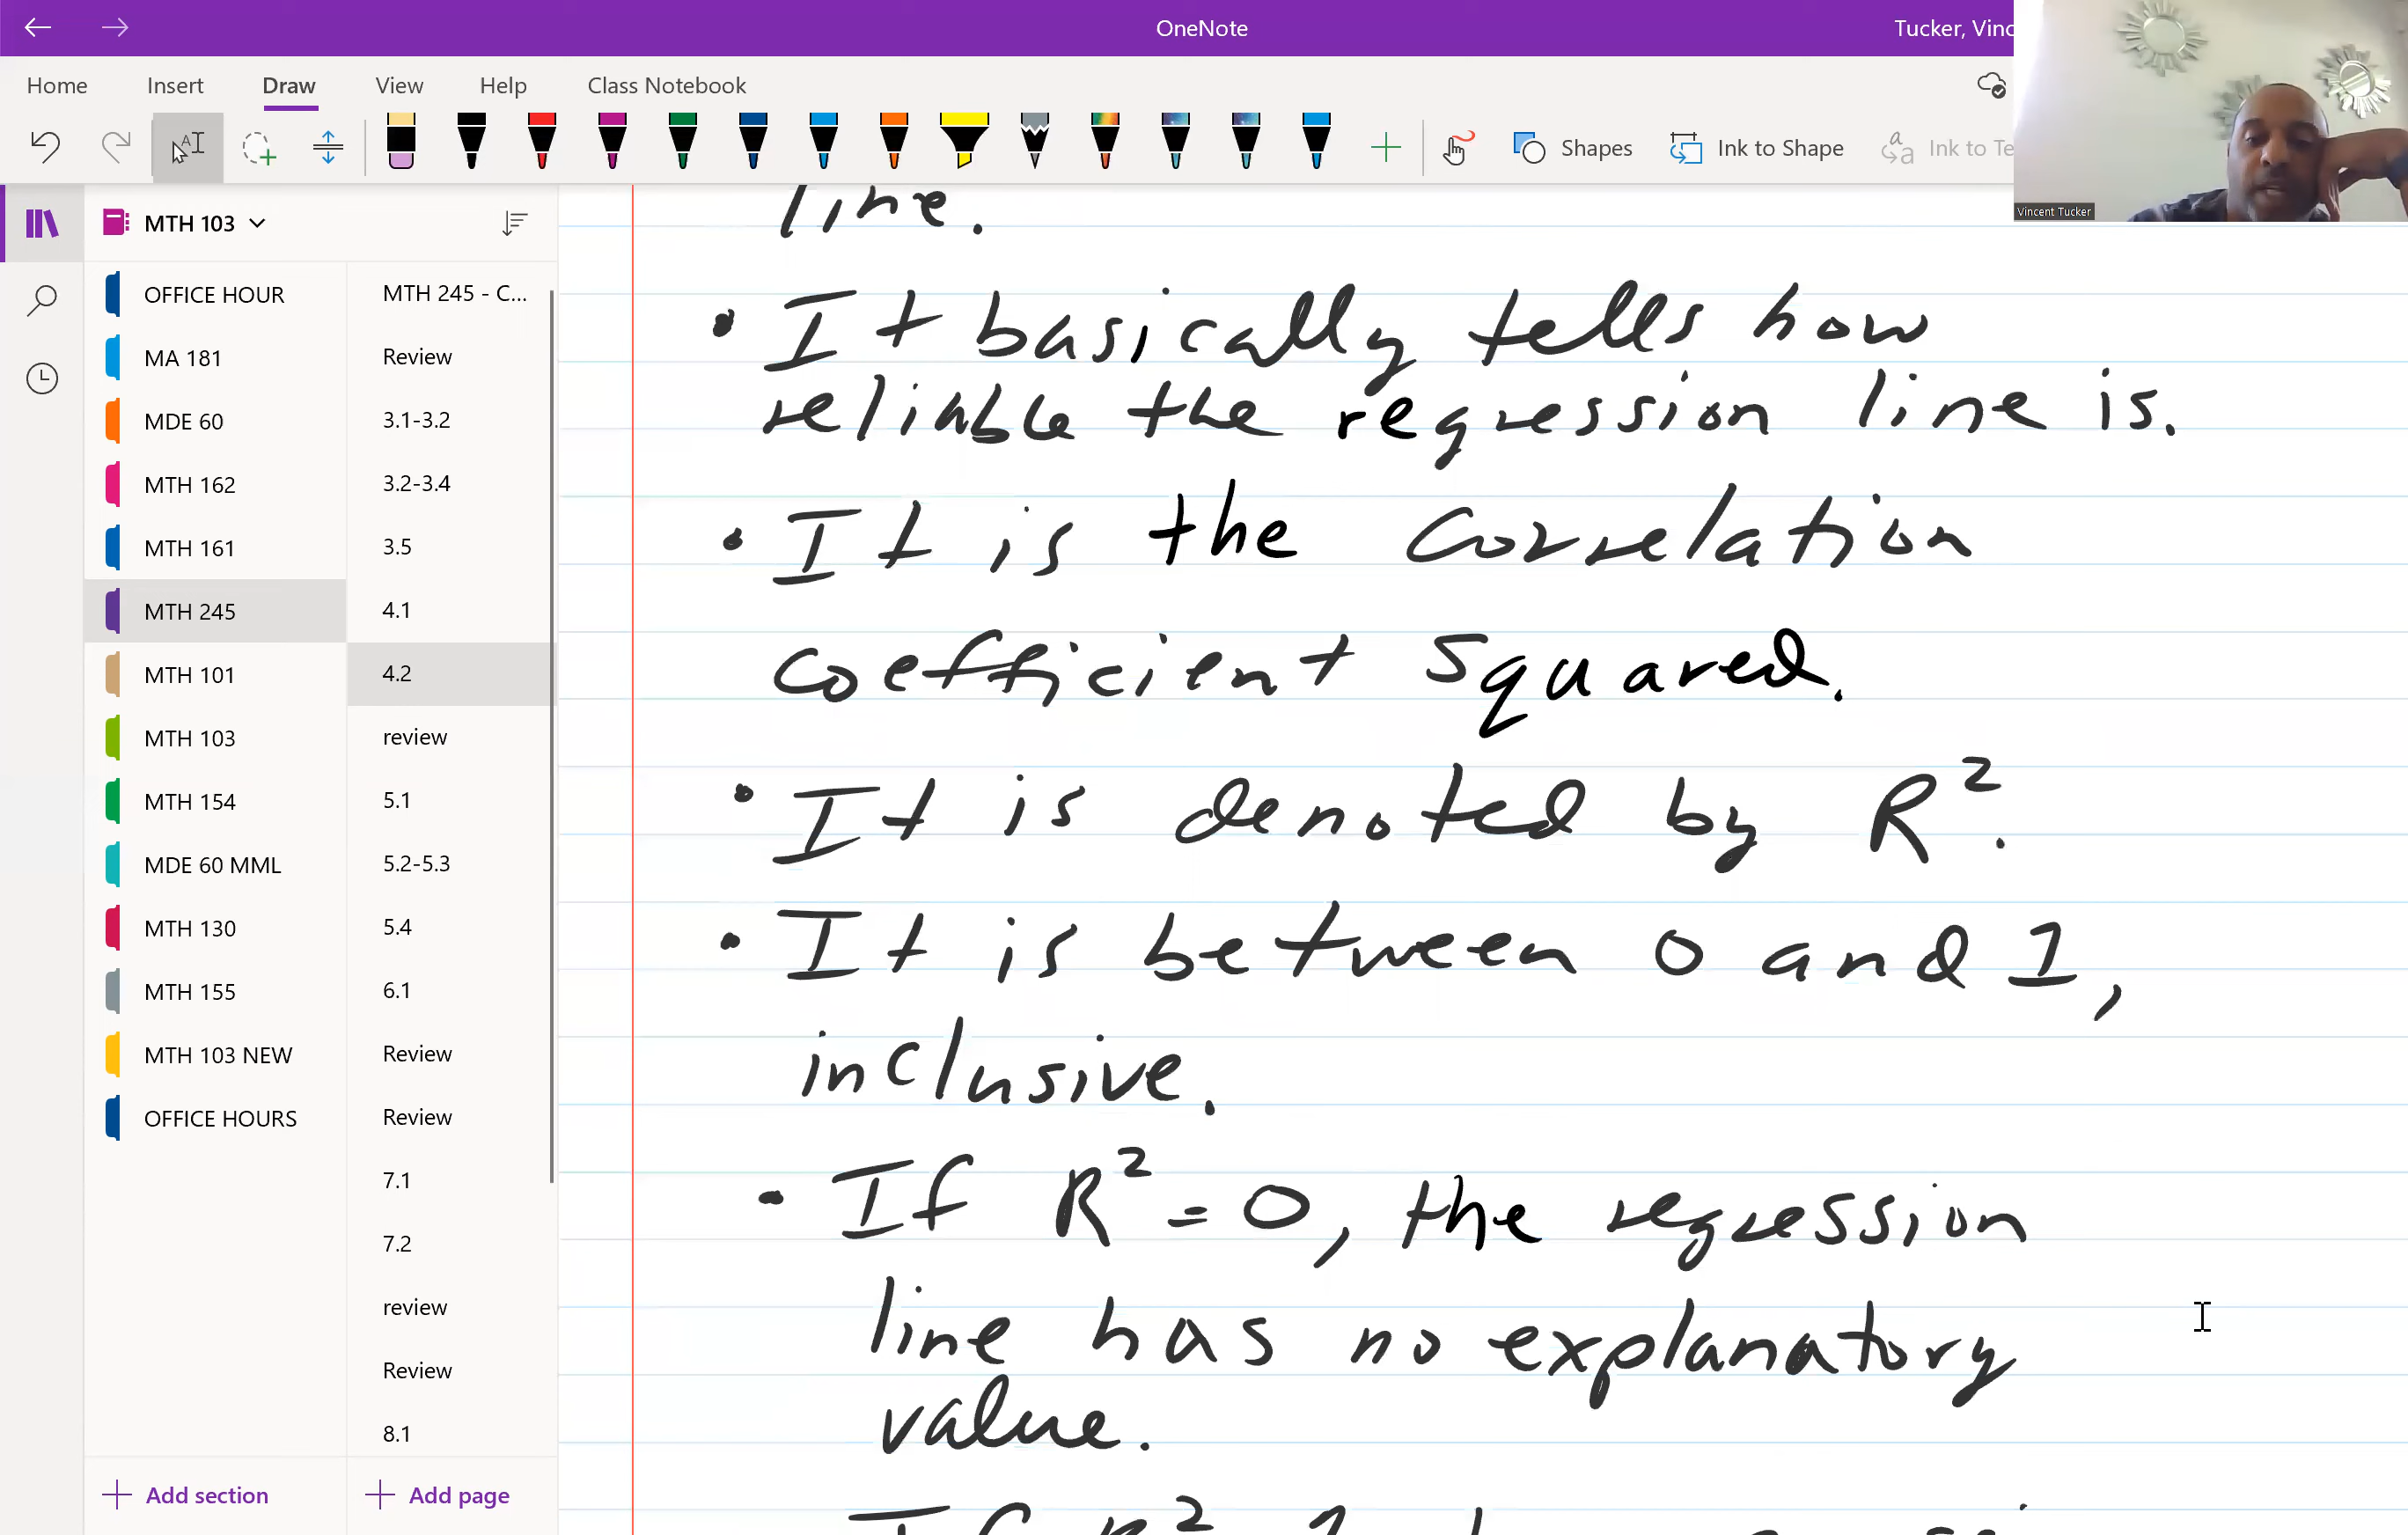 OneNote
Tucker, Vinc
Home Insert Draw View Help Class Notebook
Shapes Ink to Shape Ink to Te
Vincent Tucker
MTH 103
OFFICE HOUR
MA 181
MDE 60
MTH 162
MTH 161
MTH 245
MTH 101
MTH 103
MTH 154
MDE 60 MML
MTH 130
MTH 155
MTH 103 NEW
OFFICE HOURS
Add section
MTH 245 - C...
Review
3.1-3.2
3.2-3.4
3.5
4.1
4.2
review
5.1
5.2-5.3
5.4
6.1
Review
Review
7.1
7.2
review
Review
8.1
Add page
line.
• It basically tells how
reliable the regression line is.
• It is the Correlation
coefficient squared.
• It is denoted by R².
• It is between 0 and 1,
inclusive.
• If R² = 0, the regression
line has no explanatory
value.